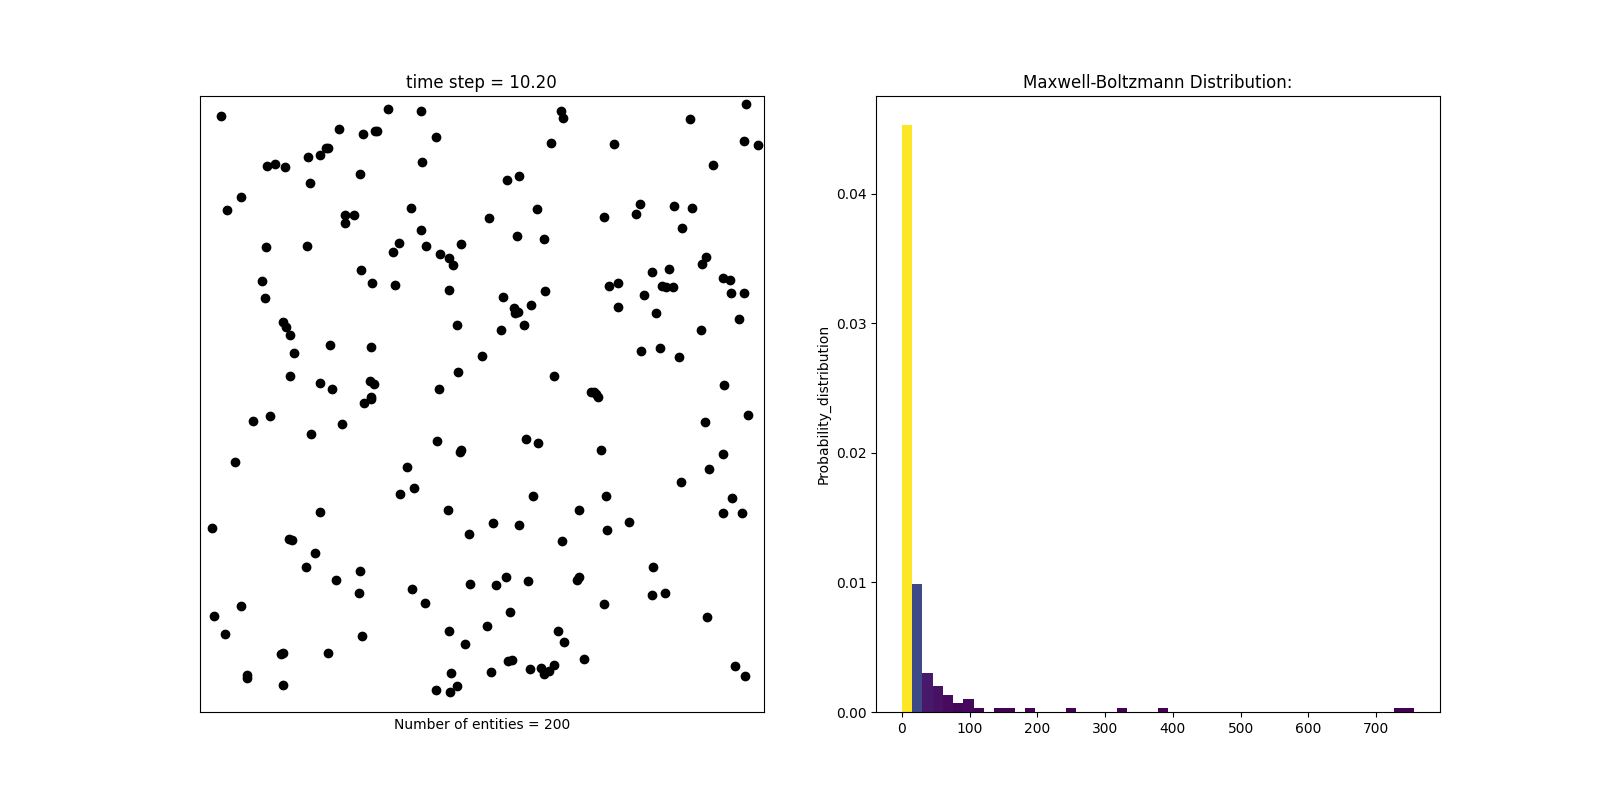 time step = 10.20
Number of entities = 200
Maxwell-Boltzmann Distribution:
Probability_distribution
0.04
0.03
0.02
0.01
0.00
0 100 200 300 400 500 600 700